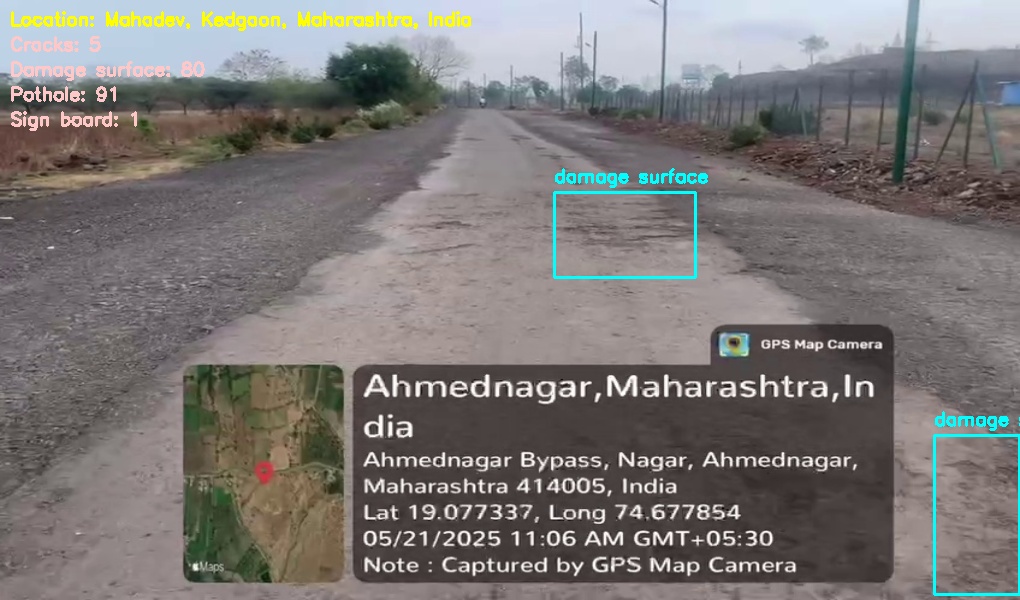 Location: Mahadev, Kedgaon, Maharashtra, India
Cracks: 5
Damage surface: 80
Pothole: 91
Sign board: 1
damage surface
GPS Map Camera
Ahmednagar,Maharashtra,In
dia
Ahmednagar Bypass, Nagar, Ahmednagar,
Maharashtra 414005, India
Lat 19.077337, Long 74.677854
05/21/2025 11:06 AM GMT+05:30
Note : Captured by GPS Map Camera
damage s
Maps